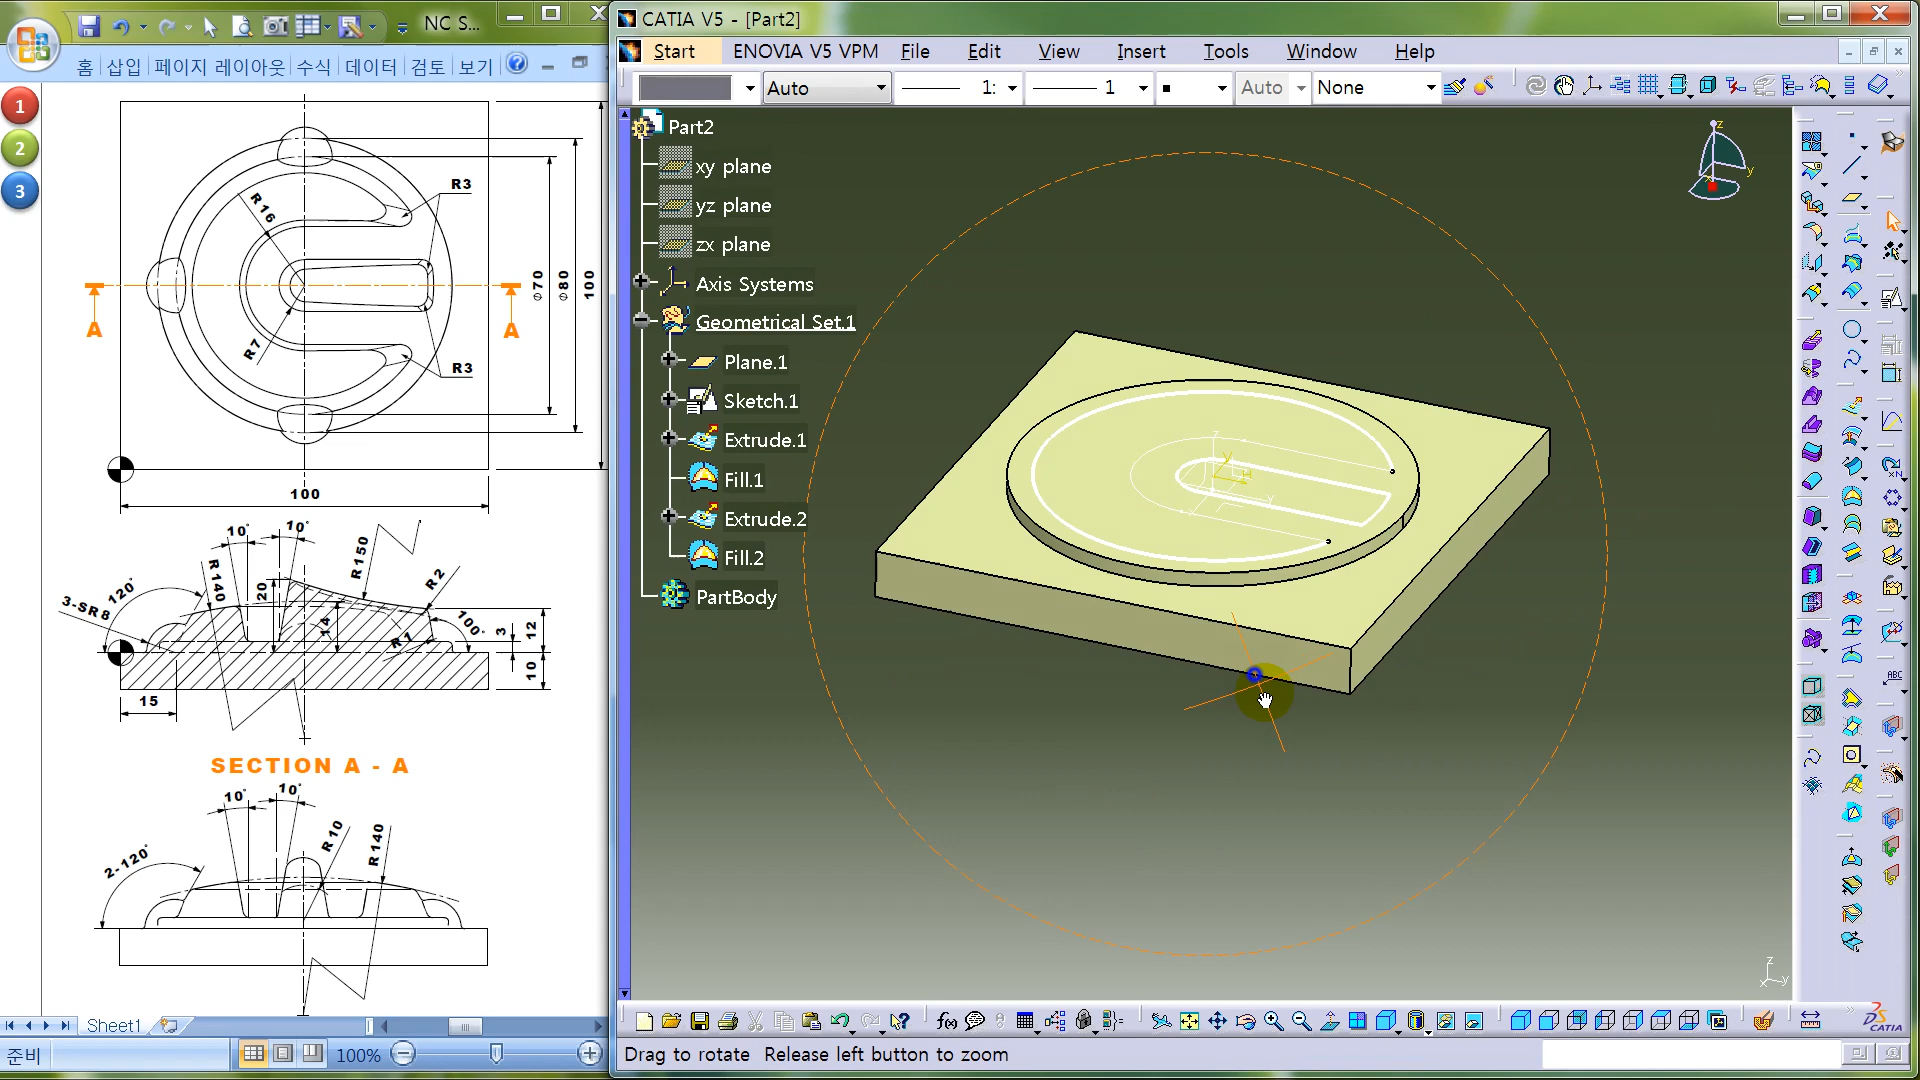 NC S...
홈 삽입 페이지 레이아웃 수식 데이터 검토 보기
1
2
3
R16
R3
R7
R3
Ø70
Ø80
100
A
A
100
10°
10°
R150
R2
120°
R140
20
3-SR8
14
R1
100°
3
12
10
15
SECTION A - A
10°
10°
2-120°
R10
R140
Sheet1
준비
100%
CATIA V5 - [Part2]
Start ENOVIA V5 VPM File Edit View Insert Tools Window Help
Auto 1: 1 Auto None
Part2
xy plane
yz plane
zx plane
Axis Systems
Geometrical Set.1
Plane.1
Sketch.1
Extrude.1
Fill.1
Extrude.2
Fill.2
PartBody
z
y
z
y
H
z
x y
f(x)
CATIA
ABC
Drag to rotate Release left button to zoom